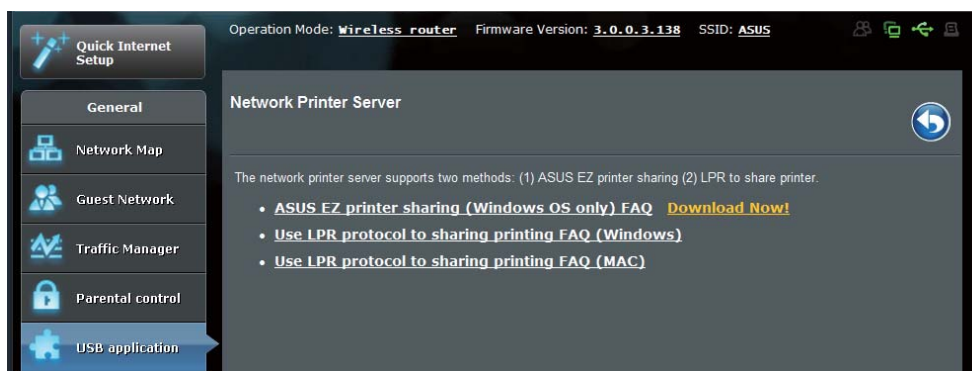 Quick Internet
Setup
Operation Mode: Wireless router Firmware Version: 3.0.0.3.138 SSID: ASUS
General
Network Map
Guest Network
Traffic Manager
Parental control
USB application
Network Printer Server
The network printer server supports two methods: (1) ASUS EZ printer sharing (2) LPR to share printer.
• ASUS EZ printer sharing (Windows OS only) FAQ Download Now!
• Use LPR protocol to sharing printing FAQ (Windows)
• Use LPR protocol to sharing printing FAQ (MAC)